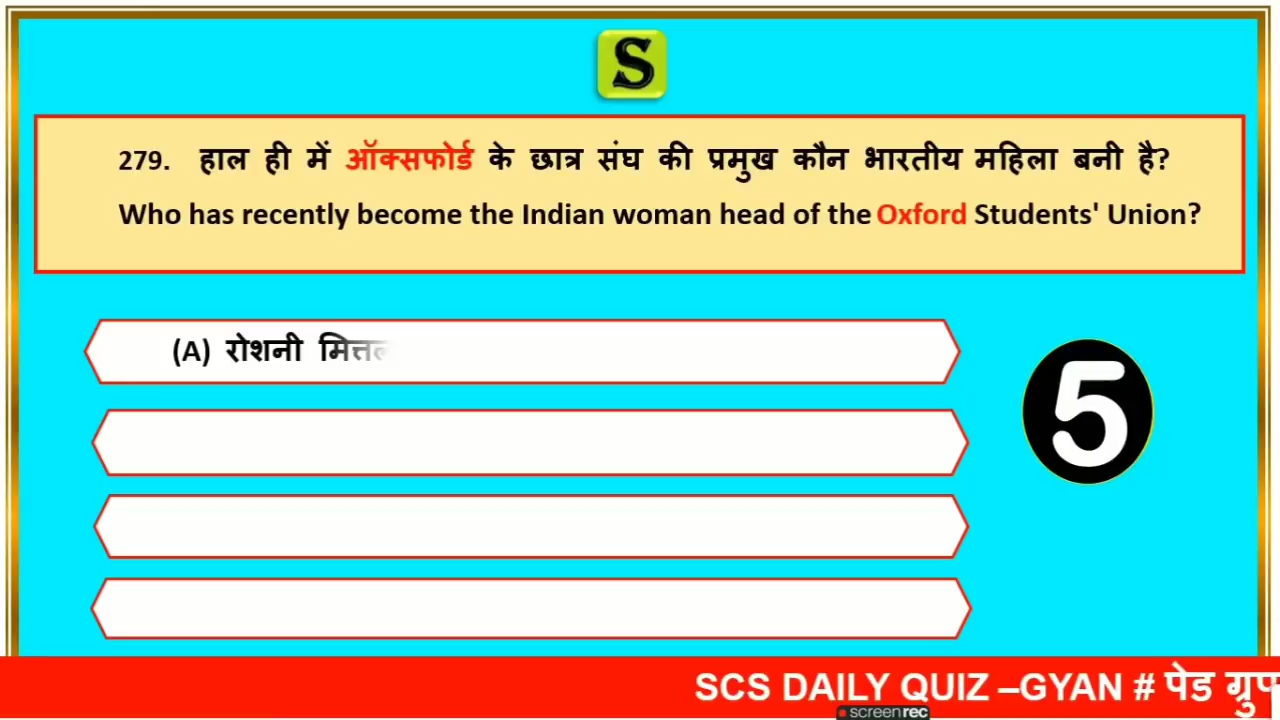 S
279. हाल ही में ऑक्सफोर्ड के छात्र संघ की प्रमुख कौन भारतीय महिला बनी है?
Who has recently become the Indian woman head of the Oxford Students' Union?
(A) रोशनी मित्तल
5
SCS DAILY QUIZ –GYAN # पेड ग्रुप
screenrec